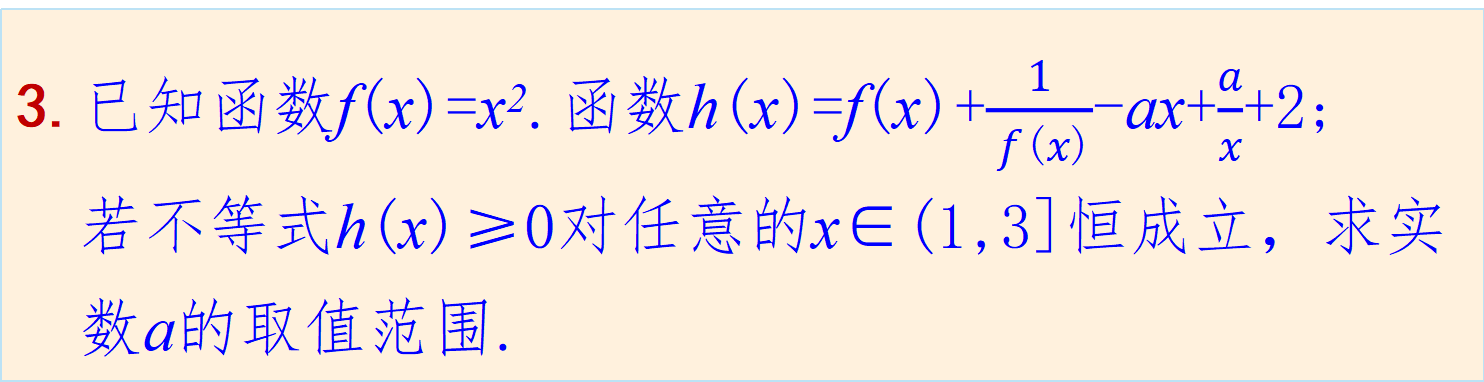 3. 已知函数f(x)=x².函数h(x)=f(x)+\frac{1}{f(x)}-ax+\frac{a}{x}+2;
若不等式h(x)≥0对任意的x∈(1,3]恒成立，求实
数a的取值范围.